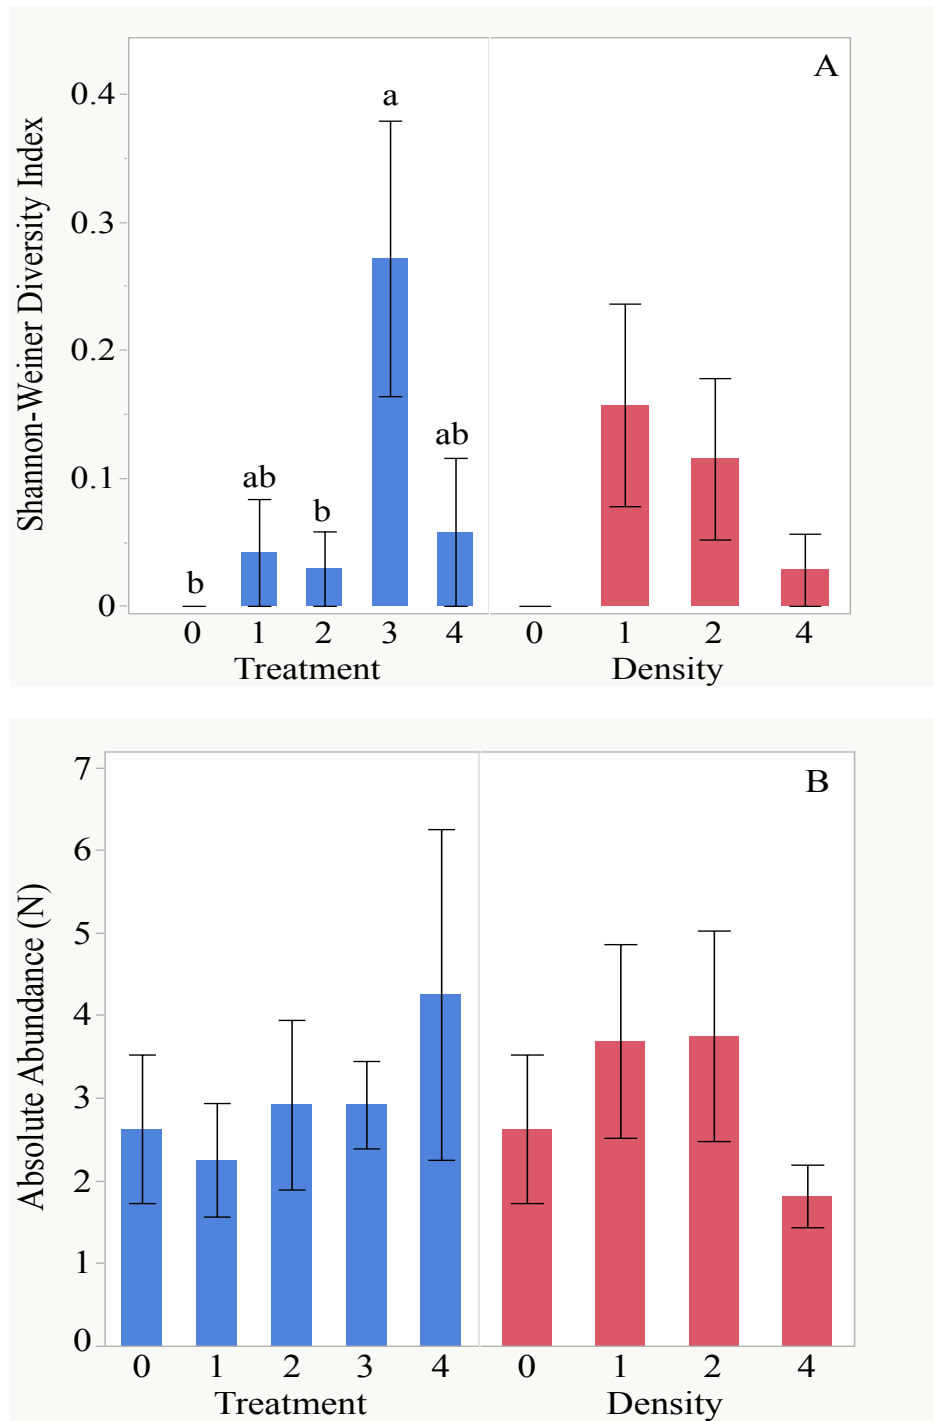 A
Shannon-Weiner Diversity Index
0.4
0.3
0.2
0.1
0
b
ab
b
a
ab
0 1 2 3 4
0 1 2 4
Treatment
Density
B
Absolute Abundance (N)
7
6
5
4
3
2
1
0
0 1 2 3 4
0 1 2 4
Treatment
Density